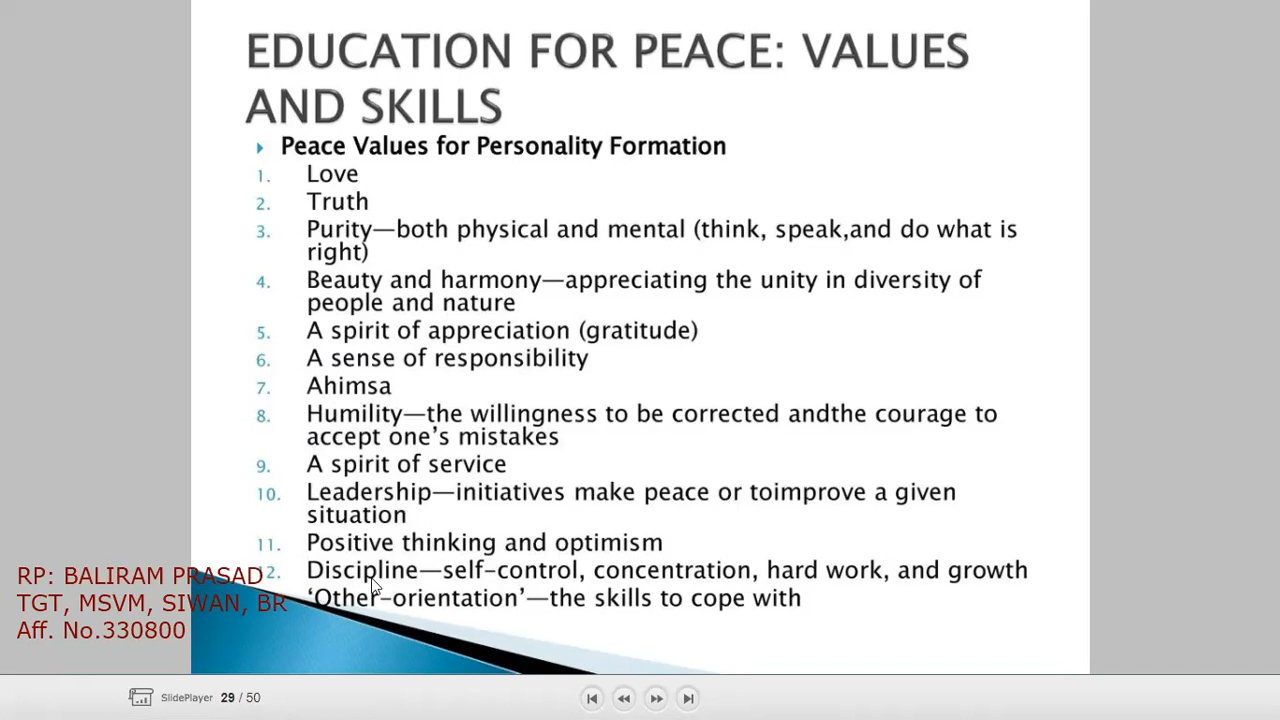 EDUCATION FOR PEACE: VALUES
AND SKILLS
Peace Values for Personality Formation
1. Love
2. Truth
3. Purity—both physical and mental (think, speak,and do what is
right)
4. Beauty and harmony—appreciating the unity in diversity of
people and nature
5. A spirit of appreciation (gratitude)
6. A sense of responsibility
7. Ahimsa
8. Humility—the willingness to be corrected andthe courage to
accept one’s mistakes
9. A spirit of service
10. Leadership—initiatives make peace or toimprove a given
situation
11. Positive thinking and optimism
12. Discipline—self-control, concentration, hard work, and growth
‘Other-orientation’—the skills to cope with
RP: BALIRAM PRASAD
TGT, MSVM, SIWAN, BR
Aff. No.330800
SlidePlayer 29 / 50